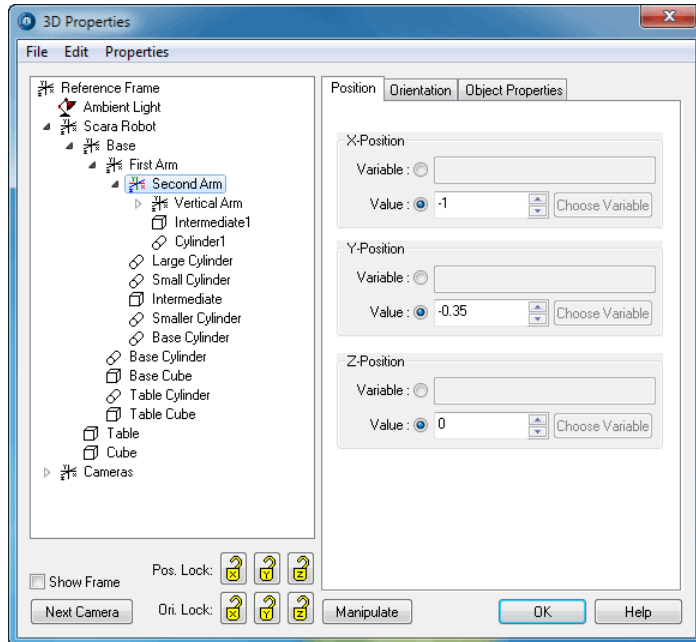 3D Properties
File Edit Properties
Reference Frame
Ambient Light
Scara Robot
Base
First Arm
Second Arm
Vertical Arm
Intermediate1
Cylinder1
Large Cylinder
Small Cylinder
Intermediate
Smaller Cylinder
Base Cylinder
Base Cylinder
Base Cube
Table Cylinder
Table Cube
Table
Cube
Cameras
Position Orientation Object Properties
X-Position
Variable :
Value : -1 Choose Variable
Y-Position
Variable :
Value : -0.35 Choose Variable
Z-Position
Variable :
Value : 0 Choose Variable
Show Frame Pos. Lock: X Y Z
Next Camera Ori. Lock: X Y Z Manipulate OK Help